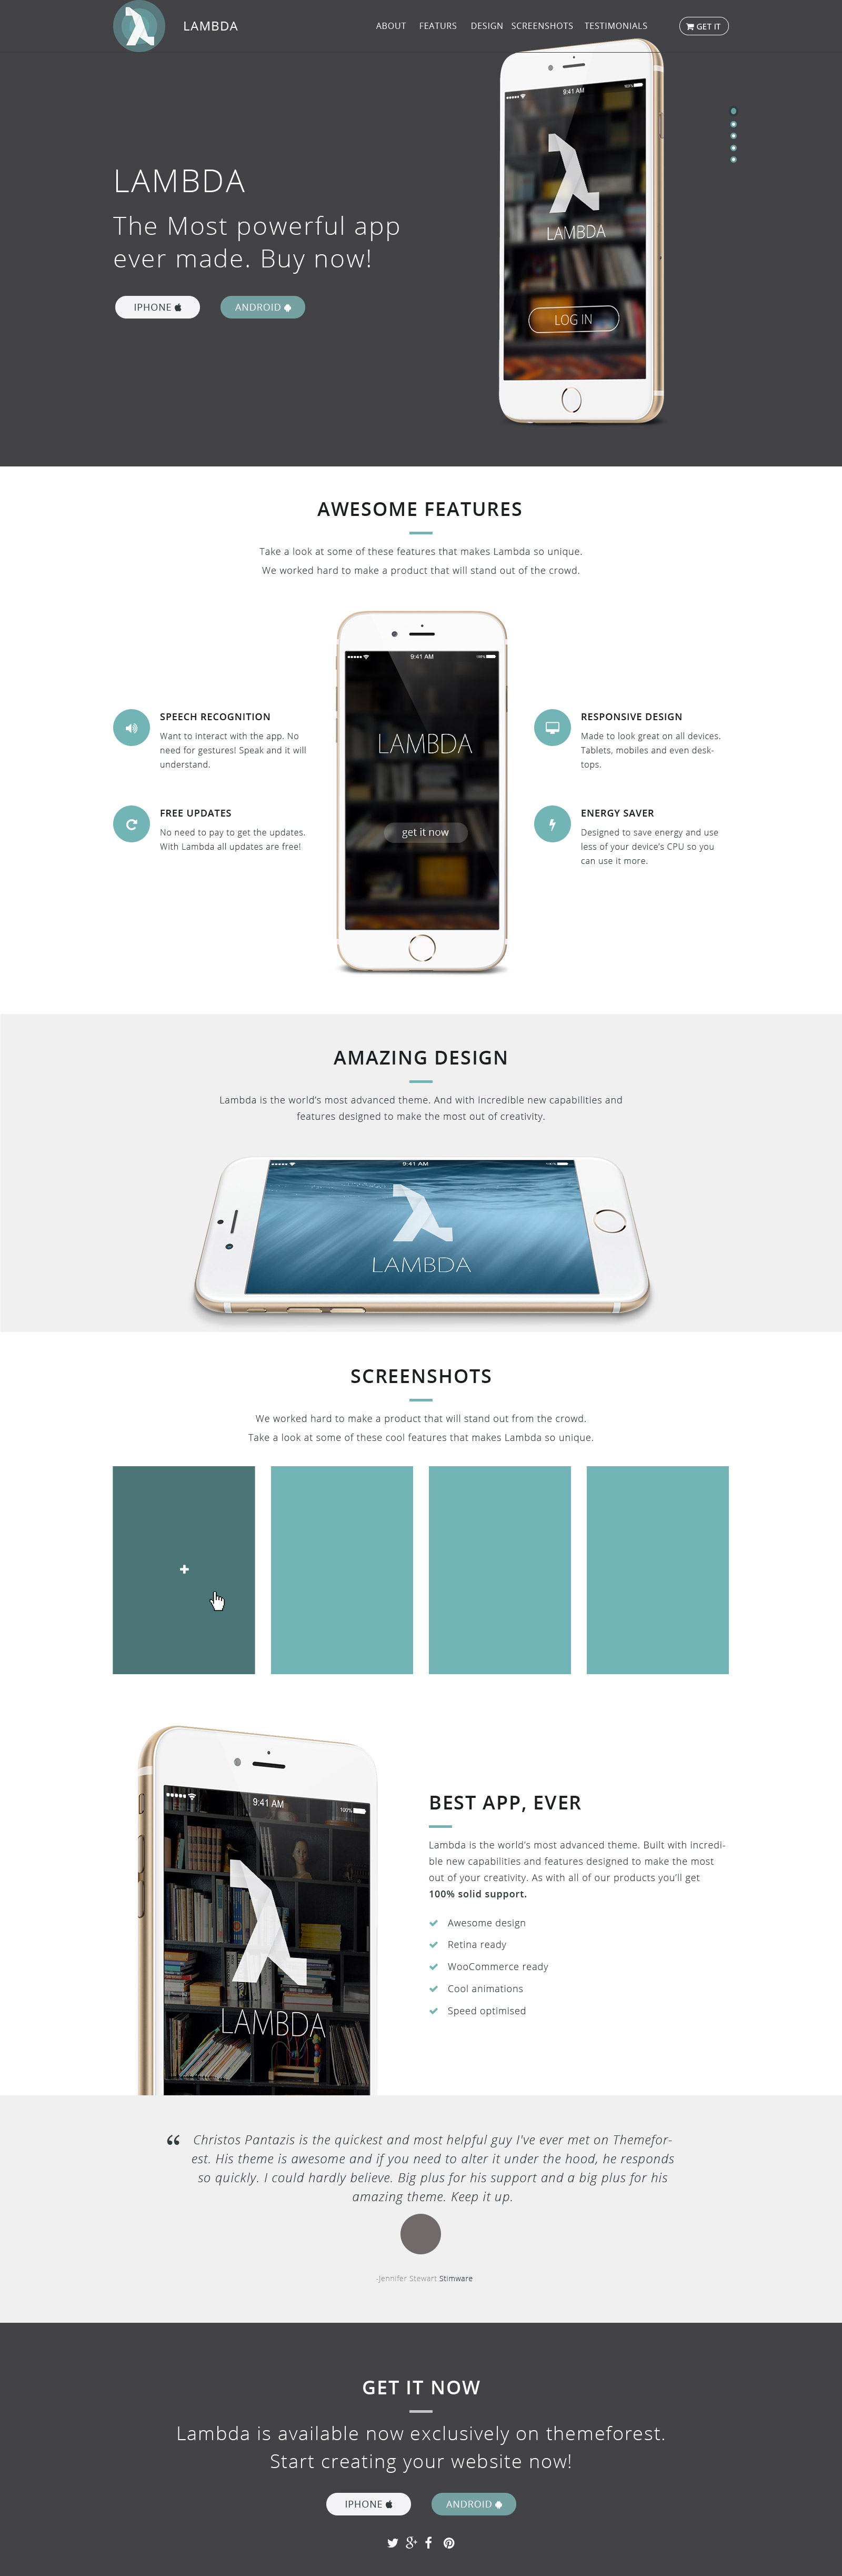 LAMBDA
ABOUT FEATURS DESIGN SCREENSHOTS TESTIMONIALS GET IT
9:41 AM
100%
LAMBDA
LOG IN
LAMBDA
The Most powerful app
ever made. Buy now!
IPHONE
ANDROID
AWESOME FEATURES
Take a look at some of these features that makes Lambda so unique.
We worked hard to make a product that will stand out of the crowd.
9:41 AM
100%
LAMBDA
get it now
SPEECH RECOGNITION
Want to interact with the app. No
need for gestures! Speak and it will
understand.
FREE UPDATES
No need to pay to get the updates.
With Lambda all updates are free!
RESPONSIVE DESIGN
Made to look great on all devices.
Tablets, mobiles and even desk-
tops.
ENERGY SAVER
Designed to save energy and use
less of your device's CPU so you
can use it more.
AMAZING DESIGN
Lambda is the world's most advanced theme. And with incredible new capabilities and
features designed to make the most out of creativity.
9:41 AM
LAMBDA
SCREENSHOTS
We worked hard to make a product that will stand out from the crowd.
Take a look at some of these cool features that makes Lambda so unique.
9:41 AM
100%
LAMBDA
BEST APP, EVER
Lambda is the world's most advanced theme. Built with incredi-
ble new capabilities and features designed to make the most
out of your creativity. As with all of our products you'll get
100% solid support.
Awesome design
Retina ready
WooCommerce ready
Cool animations
Speed optimised
“ Christos Pantazis is the quickest and most helpful guy I've ever met on Themefor-
est. His theme is awesome and if you need to alter it under the hood, he responds
so quickly. I could hardly believe. Big plus for his support and a big plus for his
amazing theme. Keep it up.
-Jennifer Stewart Stimware
GET IT NOW
Lambda is available now exclusively on themeforest.
Start creating your website now!
IPHONE
ANDROID